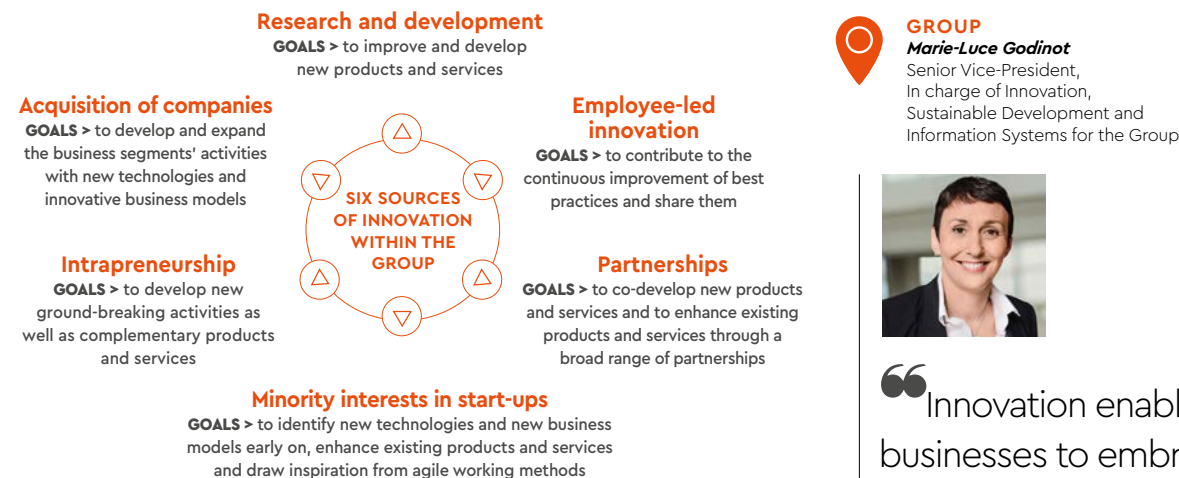 Research and development
GOALS > to improve and develop
new products and services
Acquisition of companies
GOALS > to develop and expand
the business segments' activities
with new technologies and
innovative business models
Employee-led
innovation
GOALS > to contribute to the
continuous improvement of best
practices and share them
SIX SOURCES
OF INNOVATION
WITHIN THE
GROUP
Intrapreneurship
GOALS > to develop new
ground-breaking activities as
well as complementary products
and services
Partnerships
GOALS > to co-develop new products
and services and to enhance existing
products and services through a
broad range of partnerships
Minority interests in start-ups
GOALS > to identify new technologies and new business
models early on, enhance existing products and services
and draw inspiration from agile working methods
GROUP
Marie-Luce Godinot
Senior Vice-President,
In charge of Innovation,
Sustainable Development and
Information Systems for the Group
“Innovation enabl
businesses to embr